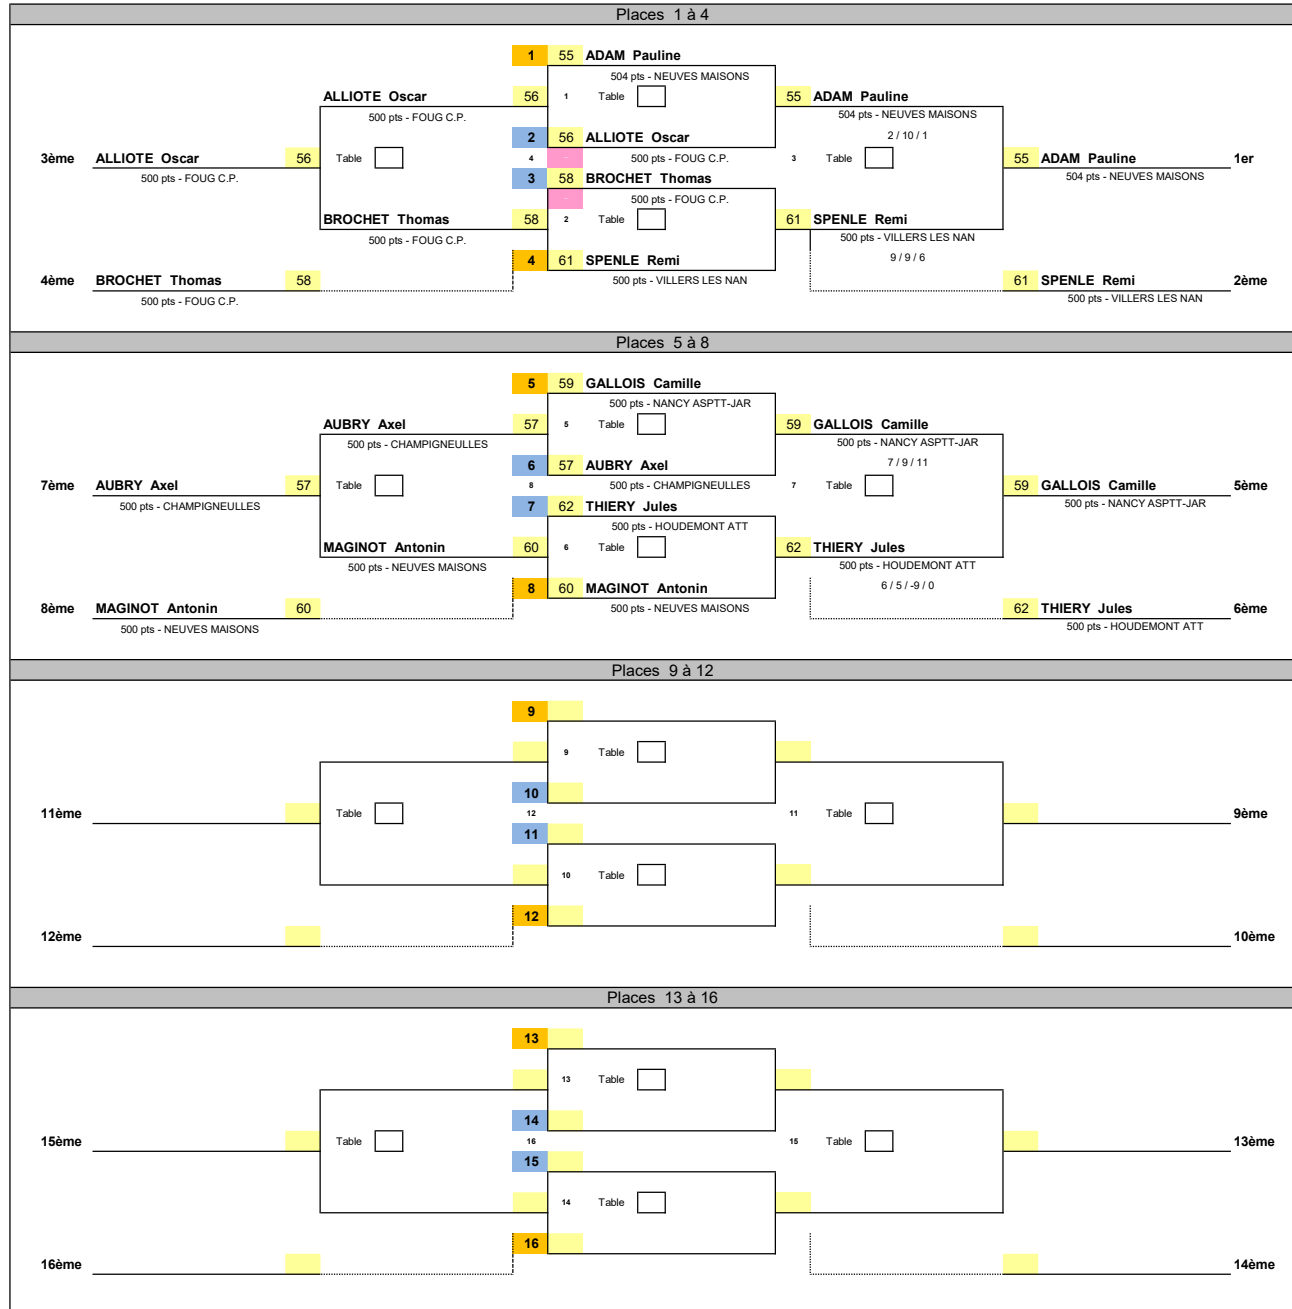 Places 1 à 4
1 55 ADAM Pauline
504 pts - NEUVES MAISONS
ALLIOTE Oscar 56 1 Table 55 ADAM Pauline
500 pts - FOUG C.P. 504 pts - NEUVES MAISONS
2 56 ALLIOTE Oscar 2 / 10 / 1
3ème ALLIOTE Oscar 56 Table 4 500 pts - FOUG C.P. 3 Table 55 ADAM Pauline 1er
500 pts - FOUG C.P. 3 58 BROCHET Thomas 504 pts - NEUVES MAISONS
500 pts - FOUG C.P.
BROCHET Thomas 58 2 Table 61 SPENLE Remi
500 pts - FOUG C.P. 500 pts - VILLERS LES NAN
4 61 SPENLE Remi 9 / 9 / 6
4ème BROCHET Thomas 58 500 pts - VILLERS LES NAN 61 SPENLE Remi 2ème
500 pts - FOUG C.P. 500 pts - VILLERS LES NAN
Places 5 à 8
5 59 GALLOIS Camille
500 pts - NANCY ASPTT-JAR
AUBRY Axel 57 5 Table 59 GALLOIS Camille
500 pts - CHAMPIGNEULLES 500 pts - NANCY ASPTT-JAR
6 57 AUBRY Axel 7 / 9 / 11
7ème AUBRY Axel 57 Table 8 500 pts - CHAMPIGNEULLES 7 Table 59 GALLOIS Camille 5ème
500 pts - CHAMPIGNEULLES 7 62 THIERY Jules 500 pts - NANCY ASPTT-JAR
500 pts - HOUDEMONT ATT
MAGINOT Antonin 60 6 Table 62 THIERY Jules
500 pts - NEUVES MAISONS 500 pts - HOUDEMONT ATT
8 60 MAGINOT Antonin 6 / 5 / -9 / 0
8ème MAGINOT Antonin 60 500 pts - NEUVES MAISONS 62 THIERY Jules 6ème
500 pts - NEUVES MAISONS 500 pts - HOUDEMONT ATT
Places 9 à 12
9
9 Table
10
11ème Table 12 11 Table 9ème
11
10 Table
12
12ème 10ème
Places 13 à 16
13
13 Table
14
15ème Table 16 15 Table 13ème
15
14 Table
16
16ème 14ème